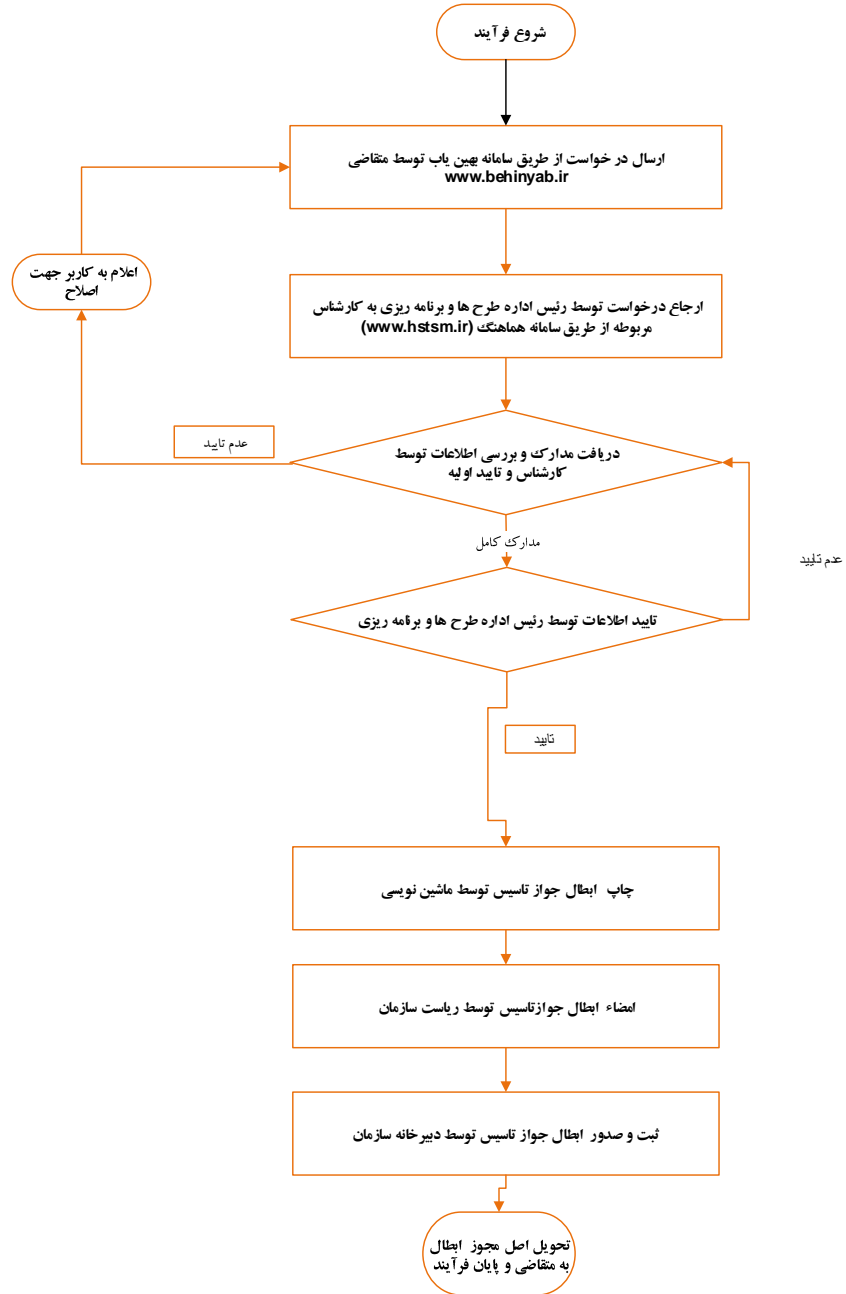 شروع فرآیند
ارسال در خواست از طریق سامانه بهین یاب توسط متقاضی
www.behinyab.ir
اعلام به کاربر جهت
اصلاح
ارجاع درخواست توسط رئیس اداره طرح ها و برنامه ریزی به کارشناس
مربوطه از طریق سامانه هماهنگ (www.hstsm.ir)
عدم تایید
دریافت مدارک و بررسی اطلاعات توسط
کارشناس و تایید اولیه
مدارک کامل
عدم تایید
تایید اطلاعات توسط رئیس اداره طرح ها و برنامه ریزی
تایید
چاپ ابطال جواز تاسیس توسط ماشین نویسی
امضاء ابطال جوازتاسیس توسط ریاست سازمان
ثبت و صدور ابطال جواز تاسیس توسط دبیرخانه سازمان
تحویل اصل مجوز ابطال
به متقاضی و پایان فرآیند